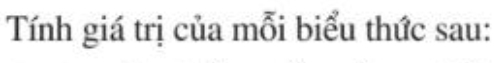 Tính giá trị của mỗi biểu thức sau: